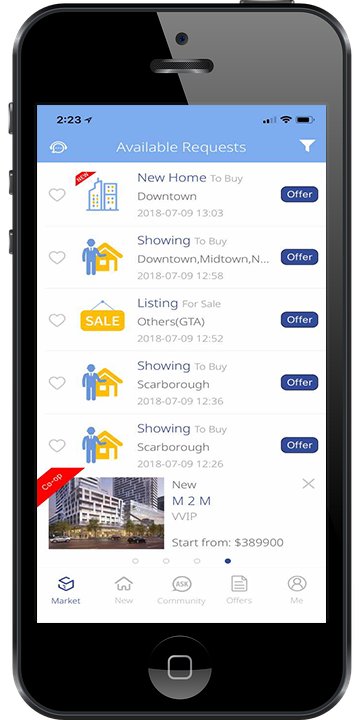 2:23
Available Requests
NEW
New Home To Buy
Downtown
2018-07-09 13:03
Offer
Showing To Buy
Downtown,Midtown,N...
2018-07-09 12:58
Offer
SALE
Listing For Sale
Others(GTA)
2018-07-09 12:52
Offer
Showing To Buy
Scarborough
2018-07-09 12:36
Offer
Showing To Buy
Scarborough
2018-07-09 12:26
Offer
Co-op
New
M 2 M
VVIP
Start from: $389900
Market
New
ASK
Community
Offers
Me